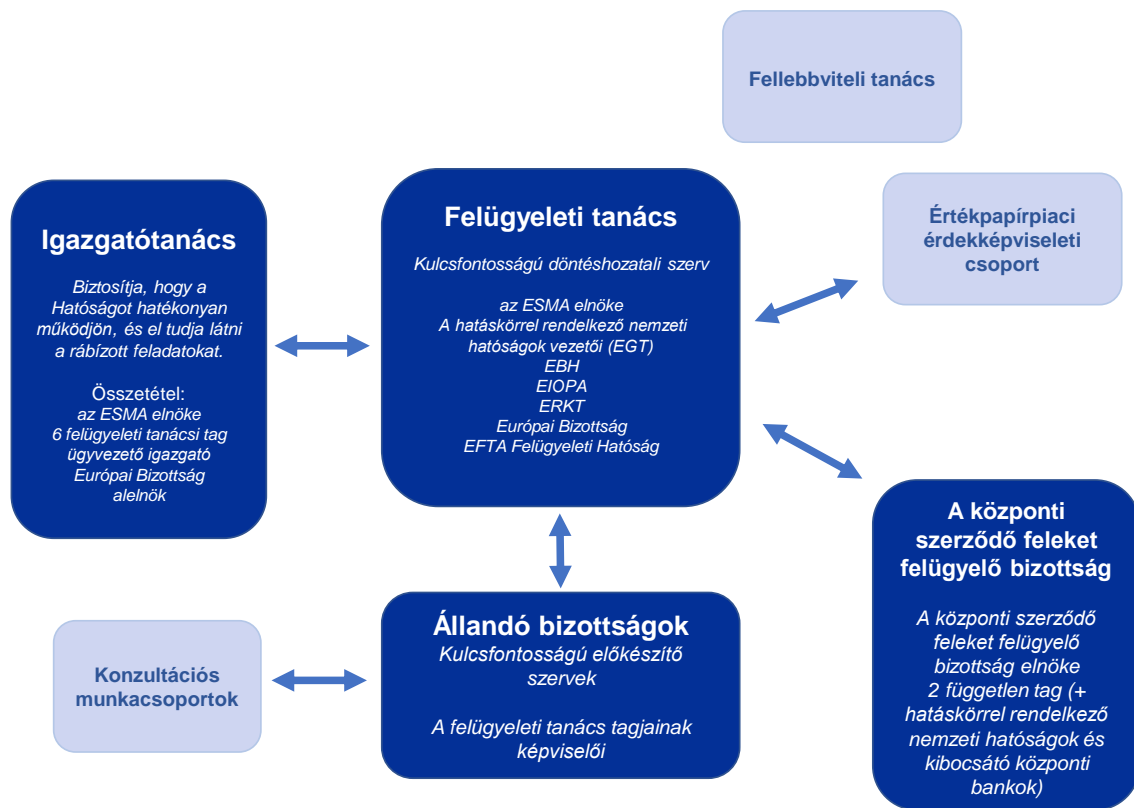 Fellebbviteli tanács
Igazgatótanács
Biztosítja, hogy a
Hatóságot hatékonyan
működjön, és el tudja látni
a rábízott feladatokat.
Összetétel:
az ESMA elnöke
6 felügyeleti tanácsi tag
ügyvezető igazgató
Európai Bizottság
alelnök
Felügyeleti tanács
Kulcsfontosságú döntéshozatali szerv
az ESMA elnöke
A hatáskörrel rendelkező nemzeti
hatóságok vezetői (EGT)
EBH
EIOPA
ERKT
Európai Bizottság
EFTA Felügyeleti Hatóság
Értékpapírpiaci
érdekképviseleti
csoport
Konzultációs
munkacsoportok
Állandó bizottságok
Kulcsfontosságú előkészítő
szervek
A felügyeleti tanács tagjainak
képviselői
A központi
szerződő feleket
felügyelő bizottság
A központi szerződő
feleket felügyelő
bizottság elnöke
2 független tag (+
hatáskörrel rendelkező
nemzeti hatóságok és
kibocsátó központi
bankok)